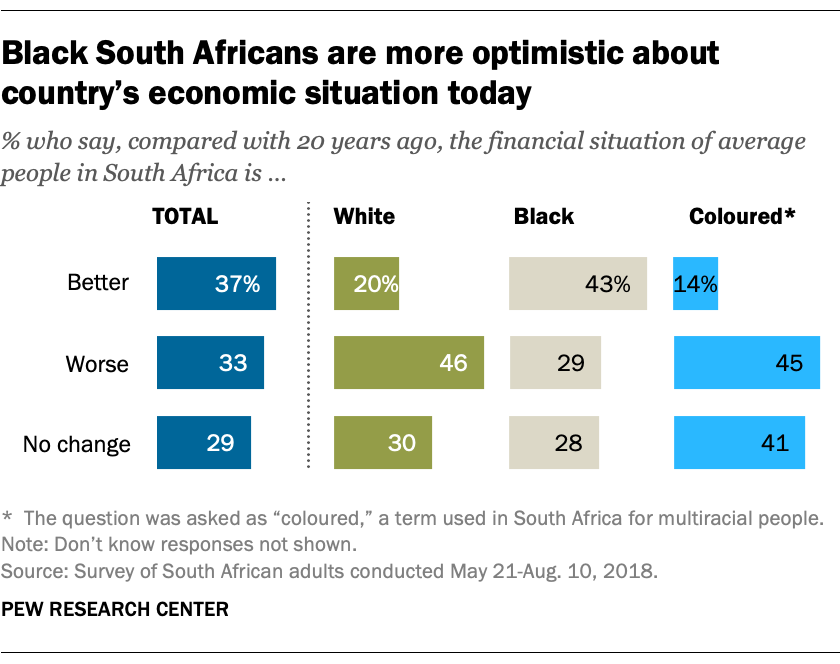 Black South Africans are more optimistic about
country’s economic situation today
% who say, compared with 20 years ago, the financial situation of average
people in South Africa is ...
TOTAL White Black Coloured*
Better 37% 20% 43% 14%
Worse 33 46 29 45
No change 29 30 28 41
* The question was asked as “coloured,” a term used in South Africa for multiracial people.
Note: Don’t know responses not shown.
Source: Survey of South African adults conducted May 21-Aug. 10, 2018.
PEW RESEARCH CENTER